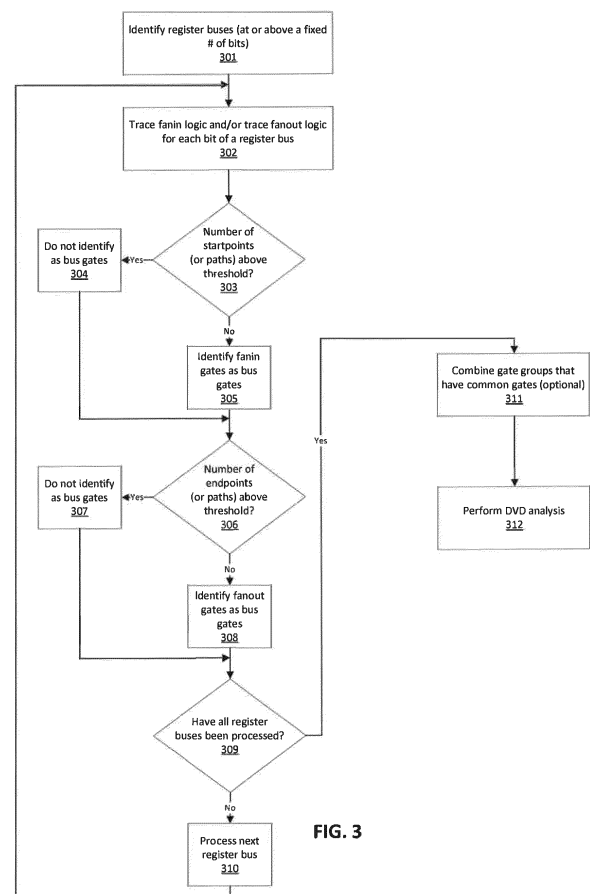 Identify register buses (at or above a fixed
# of bits)
301
Trace fanin logic and/or trace fanout logic
for each bit of a register bus
302
Number of
startpoints
(or paths) above
threshold?
303
Yes
Do not identify
as bus gates
304
No
Identify fanin
gates as bus
gates
305
Number of
endpoints
(or paths) above
threshold?
306
Yes
Do not identify
as bus gates
307
No
Identify fanout
gates as bus
gates
308
Have all register
buses been processed?
309
Yes
No
Process next
register bus
310
Combine gate groups that
have common gates (optional)
311
Perform DVD analysis
312
FIG. 3